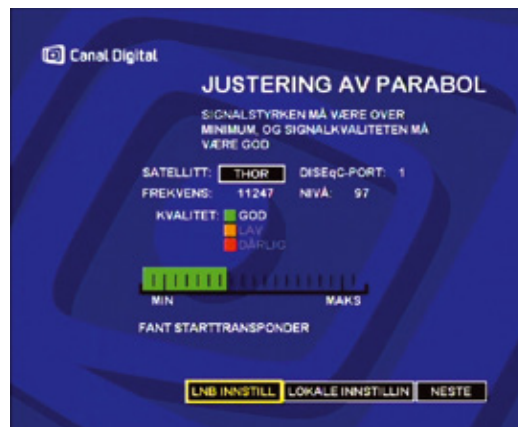 Canal Digital
JUSTERING AV PARABOL
SIGNALSTYRKEN MÅ VÆRE OVER
MINIMUM, OG SIGNALKVALITETEN MÅ
VÆRE GOD
SATELLITT: THOR DISEqC-PORT: 1
FREKVENS: 11247 NIVÅ: 97
KVALITET: GOD
LAV
DÅRLIG
MIN MAKS
FANT STARTTRANSPONDER
LNB INNSTILL LOKALE INNSTILLIN NESTE